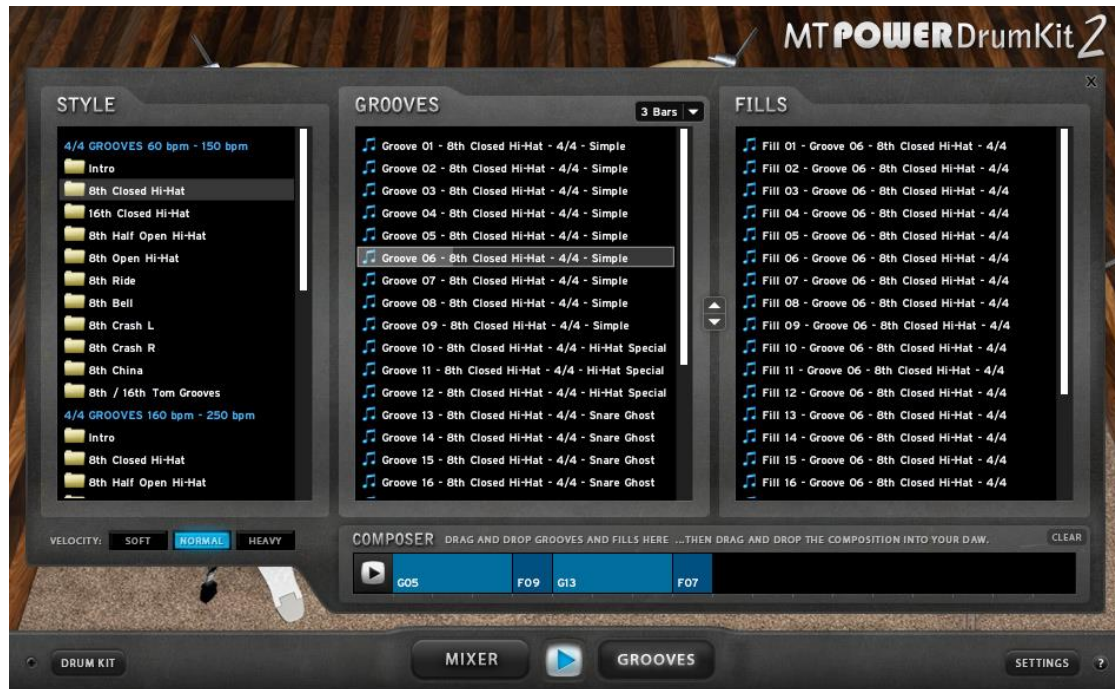 MT POWER DrumKit 2
X
STYLE
4/4 GROOVES 60 bpm - 150 bpm
Intro
8th Closed Hi-Hat
16th Closed Hi-Hat
8th Half Open Hi-Hat
8th Open Hi-Hat
8th Ride
8th Bell
8th Crash L
8th Crash R
8th China
8th / 16th Tom Grooves
4/4 GROOVES 160 bpm - 250 bpm
Intro
8th Closed Hi-Hat
8th Half Open Hi-Hat
GROOVES
3 Bars
Groove 01 - 8th Closed Hi-Hat - 4/4 - Simple
Groove 02 - 8th Closed Hi-Hat - 4/4 - Simple
Groove 03 - 8th Closed Hi-Hat - 4/4 - Simple
Groove 04 - 8th Closed Hi-Hat - 4/4 - Simple
Groove 05 - 8th Closed Hi-Hat - 4/4 - Simple
Groove 06 - 8th Closed Hi-Hat - 4/4 - Simple
Groove 07 - 8th Closed Hi-Hat - 4/4 - Simple
Groove 08 - 8th Closed Hi-Hat - 4/4 - Simple
Groove 09 - 8th Closed Hi-Hat - 4/4 - Simple
Groove 10 - 8th Closed Hi-Hat - 4/4 - Hi-Hat Special
Groove 11 - 8th Closed Hi-Hat - 4/4 - Hi-Hat Special
Groove 12 - 8th Closed Hi-Hat - 4/4 - Hi-Hat Special
Groove 13 - 8th Closed Hi-Hat - 4/4 - Snare Ghost
Groove 14 - 8th Closed Hi-Hat - 4/4 - Snare Ghost
Groove 15 - 8th Closed Hi-Hat - 4/4 - Snare Ghost
Groove 16 - 8th Closed Hi-Hat - 4/4 - Snare Ghost
FILLS
Fill 01 - Groove 06 - 8th Closed Hi-Hat - 4/4
Fill 02 - Groove 06 - 8th Closed Hi-Hat - 4/4
Fill 03 - Groove 06 - 8th Closed Hi-Hat - 4/4
Fill 04 - Groove 06 - 8th Closed Hi-Hat - 4/4
Fill 05 - Groove 06 - 8th Closed Hi-Hat - 4/4
Fill 06 - Groove 06 - 8th Closed Hi-Hat - 4/4
Fill 07 - Groove 06 - 8th Closed Hi-Hat - 4/4
Fill 08 - Groove 06 - 8th Closed Hi-Hat - 4/4
Fill 09 - Groove 06 - 8th Closed Hi-Hat - 4/4
Fill 10 - Groove 06 - 8th Closed Hi-Hat - 4/4
Fill 11 - Groove 06 - 8th Closed Hi-Hat - 4/4
Fill 12 - Groove 06 - 8th Closed Hi-Hat - 4/4
Fill 13 - Groove 06 - 8th Closed Hi-Hat - 4/4
Fill 14 - Groove 06 - 8th Closed Hi-Hat - 4/4
Fill 15 - Groove 06 - 8th Closed Hi-Hat - 4/4
Fill 16 - Groove 06 - 8th Closed Hi-Hat - 4/4
VELOCITY: SOFT NORMAL HEAVY
COMPOSER DRAG AND DROP GROOVES AND FILLS HERE ...THEN DRAG AND DROP THE COMPOSITION INTO YOUR DAW. CLEAR
G05 F09 G13 F07
DRUM KIT MIXER GROOVES SETTINGS ?